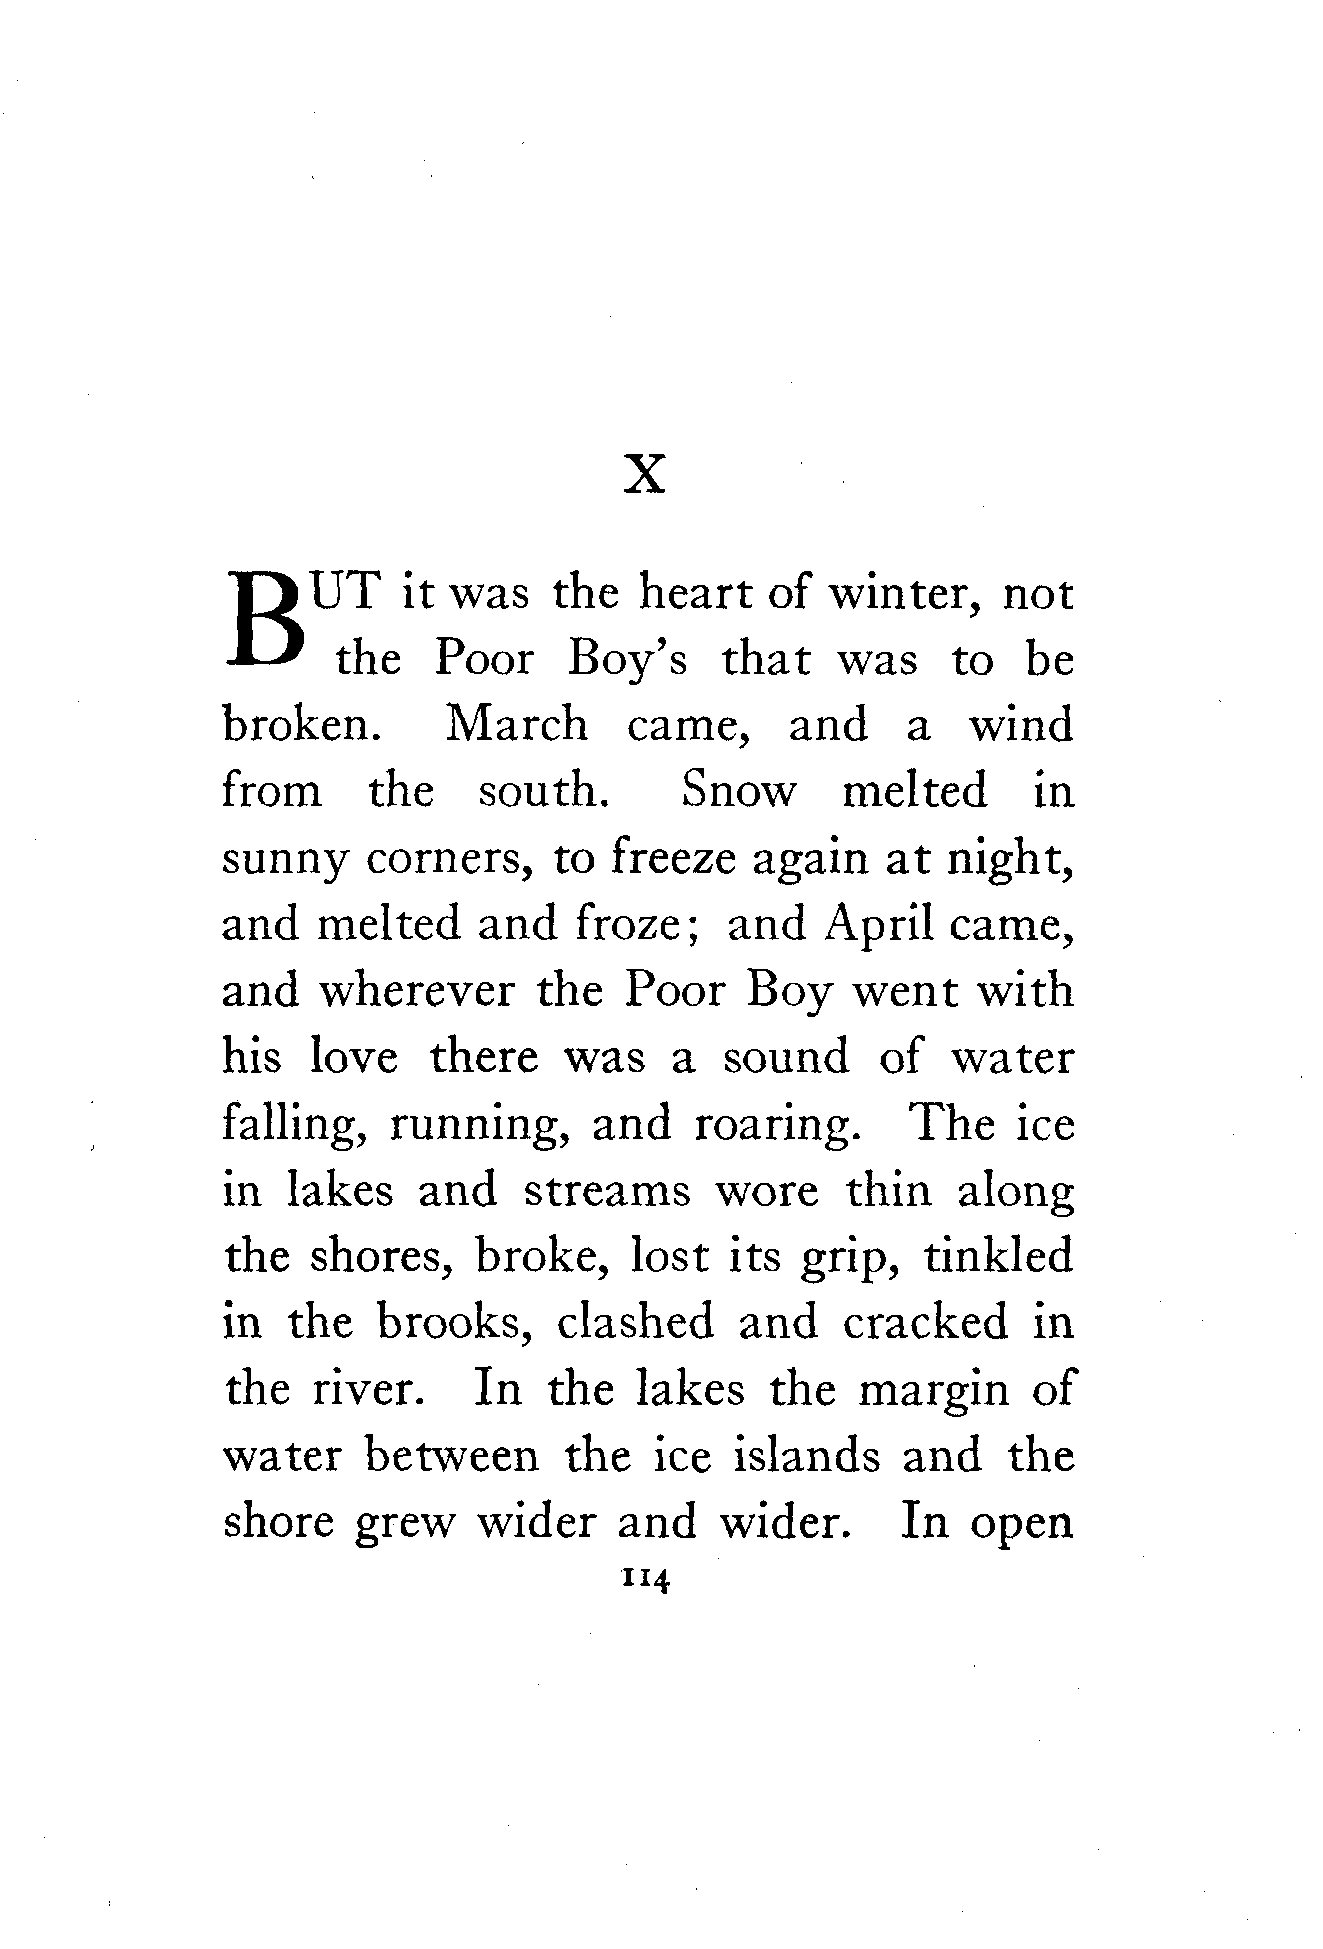 X
BUT it was the heart of winter, not
the Poor Boy's that was to be
broken. March came, and a wind
from the south. Snow melted in
sunny corners, to freeze again at night,
and melted and froze; and April came,
and wherever the Poor Boy went with
his love there was a sound of water
falling, running, and roaring. The ice
in lakes and streams wore thin along
the shores, broke, lost its grip, tinkled
in the brooks, clashed and cracked in
the river. In the lakes the margin of
water between the ice islands and the
shore grew wider and wider. In open
114